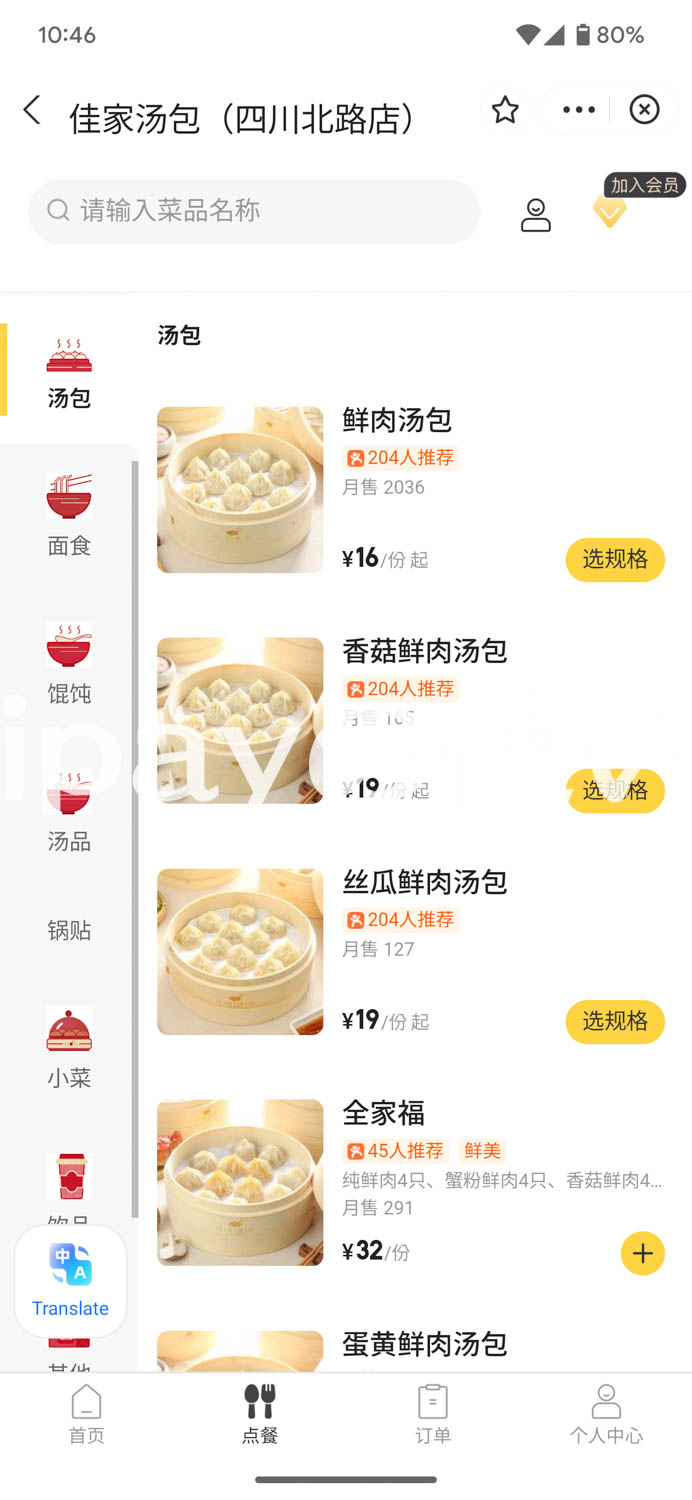 10:46
80%
佳家汤包（四川北路店）
加入会员
请输入菜品名称
汤包
面食
馄饨
汤品
锅贴
小菜
饮品
Translate
其他
汤包
鲜肉汤包
204人推荐
月售 2036
¥16/份 起
选规格
香菇鲜肉汤包
204人推荐
月售 165
¥19/份 起
选规格
丝瓜鲜肉汤包
204人推荐
月售 127
¥19/份 起
选规格
全家福
45人推荐 鲜美
纯鲜肉4只、蟹粉鲜肉4只、香菇鲜肉4...
月售 291
¥32/份
蛋黄鲜肉汤包
首页
点餐
订单
个人中心